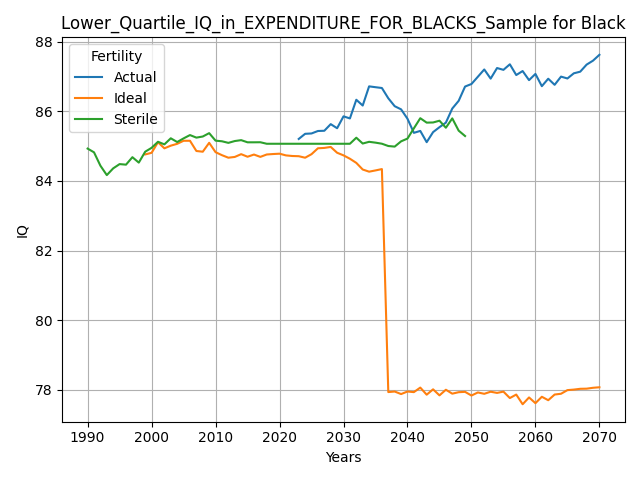 Lower_Quartile_IQ_in_EXPENDITURE_FOR_BLACKS_Sample for Black
Fertility
Actual
Ideal
Sterile
IQ
88
86
84
82
80
78
1990 2000 2010 2020 2030 2040 2050 2060 2070
Years